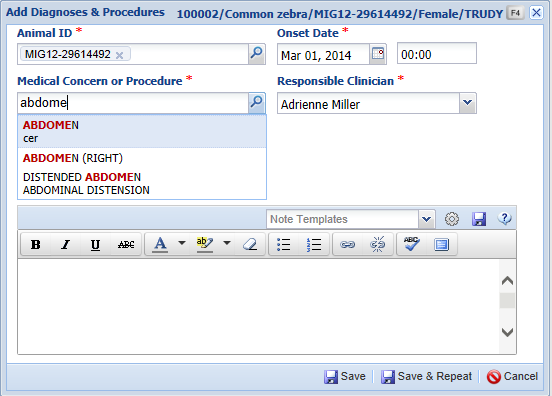 Add Diagnoses & Procedures 100002/Common zebra/MIG12-29614492/Female/TRUDY F4
Animal ID * Onset Date *
MIG12-29614492 Mar 01, 2014 00:00
Medical Concern or Procedure * Responsible Clinician *
abdome Adrienne Miller
ABDOMEN
cer
ABDOMEN (RIGHT)
DISTENDED ABDOMEN
ABDOMINAL DISTENSION
Note Templates
B I U ABC A ab ABC
Save Save & Repeat Cancel